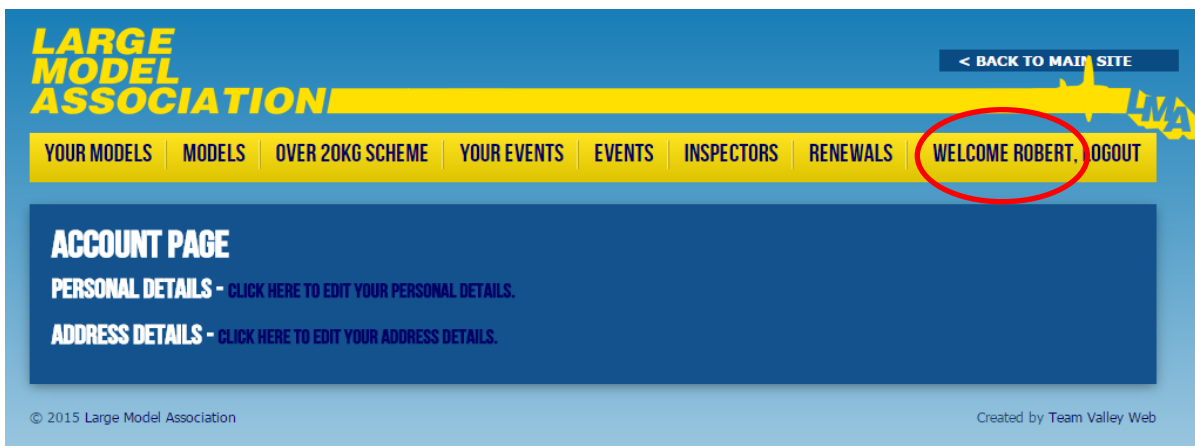 LARGE
MODEL
ASSOCIATION
< BACK TO MAIN SITE
LMA
YOUR MODELS MODELS OVER 20KG SCHEME YOUR EVENTS EVENTS INSPECTORS RENEWALS WELCOME ROBERT, LOGOUT
ACCOUNT PAGE
PERSONAL DETAILS - CLICK HERE TO EDIT YOUR PERSONAL DETAILS.
ADDRESS DETAILS - CLICK HERE TO EDIT YOUR ADDRESS DETAILS.
© 2015 Large Model Association Created by Team Valley Web